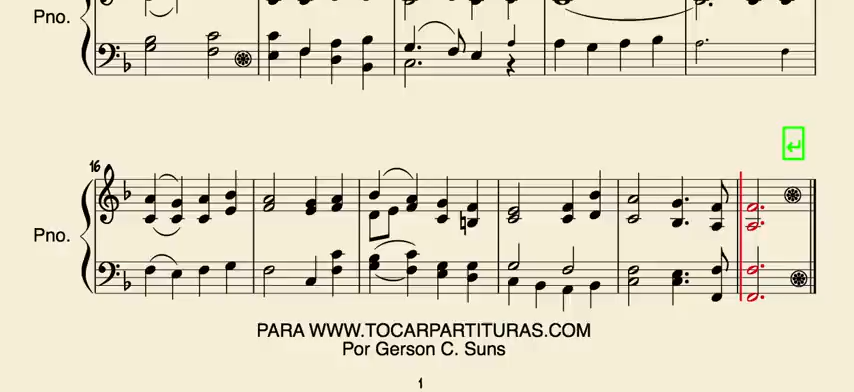 Pno.
16
Pno.
PARA WWW.TOCARPARTITURAS.COM
Por Gerson C. Suns
1